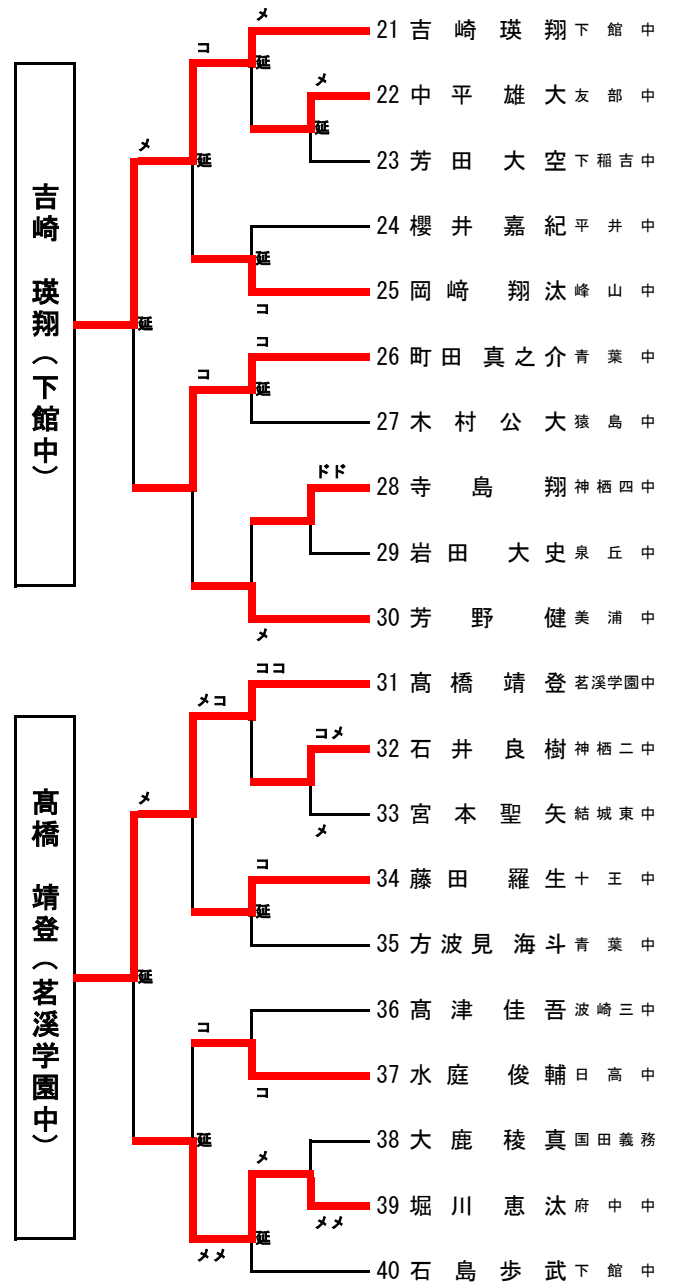 メ
21 吉崎瑛翔 下館中
コ
延
メ
22 中平雄大 友部中
延
メ
延
23 芳田大空 下稲吉中
24 櫻井嘉紀 平井中
延
25 岡﨑翔汰 峰山中
コ
吉崎 瑛翔（下館中）
延
コ
26 町田真之介 青葉中
コ
延
27 木村公大 猿島中
ドド
28 寺島翔 神栖四中
29 岩田大史 泉丘中
30 芳野健 美浦中
メ
ココ
31 髙橋靖登 茗溪学園中
メコ
コメ
32 石井良樹 神栖二中
メ
33 宮本聖矢 結城東中
メ
コ
34 藤田羅生 十王中
延
35 方波見海斗 青葉中
髙橋 靖登（茗溪学園中）
延
36 髙津佳吾 波崎三中
コ
37 水庭俊輔 日高中
コ
38 大鹿稜真 国田義務
延
メ
39 堀川恵汰 府中中
メメ
延
メメ
40 石島歩武 下館中